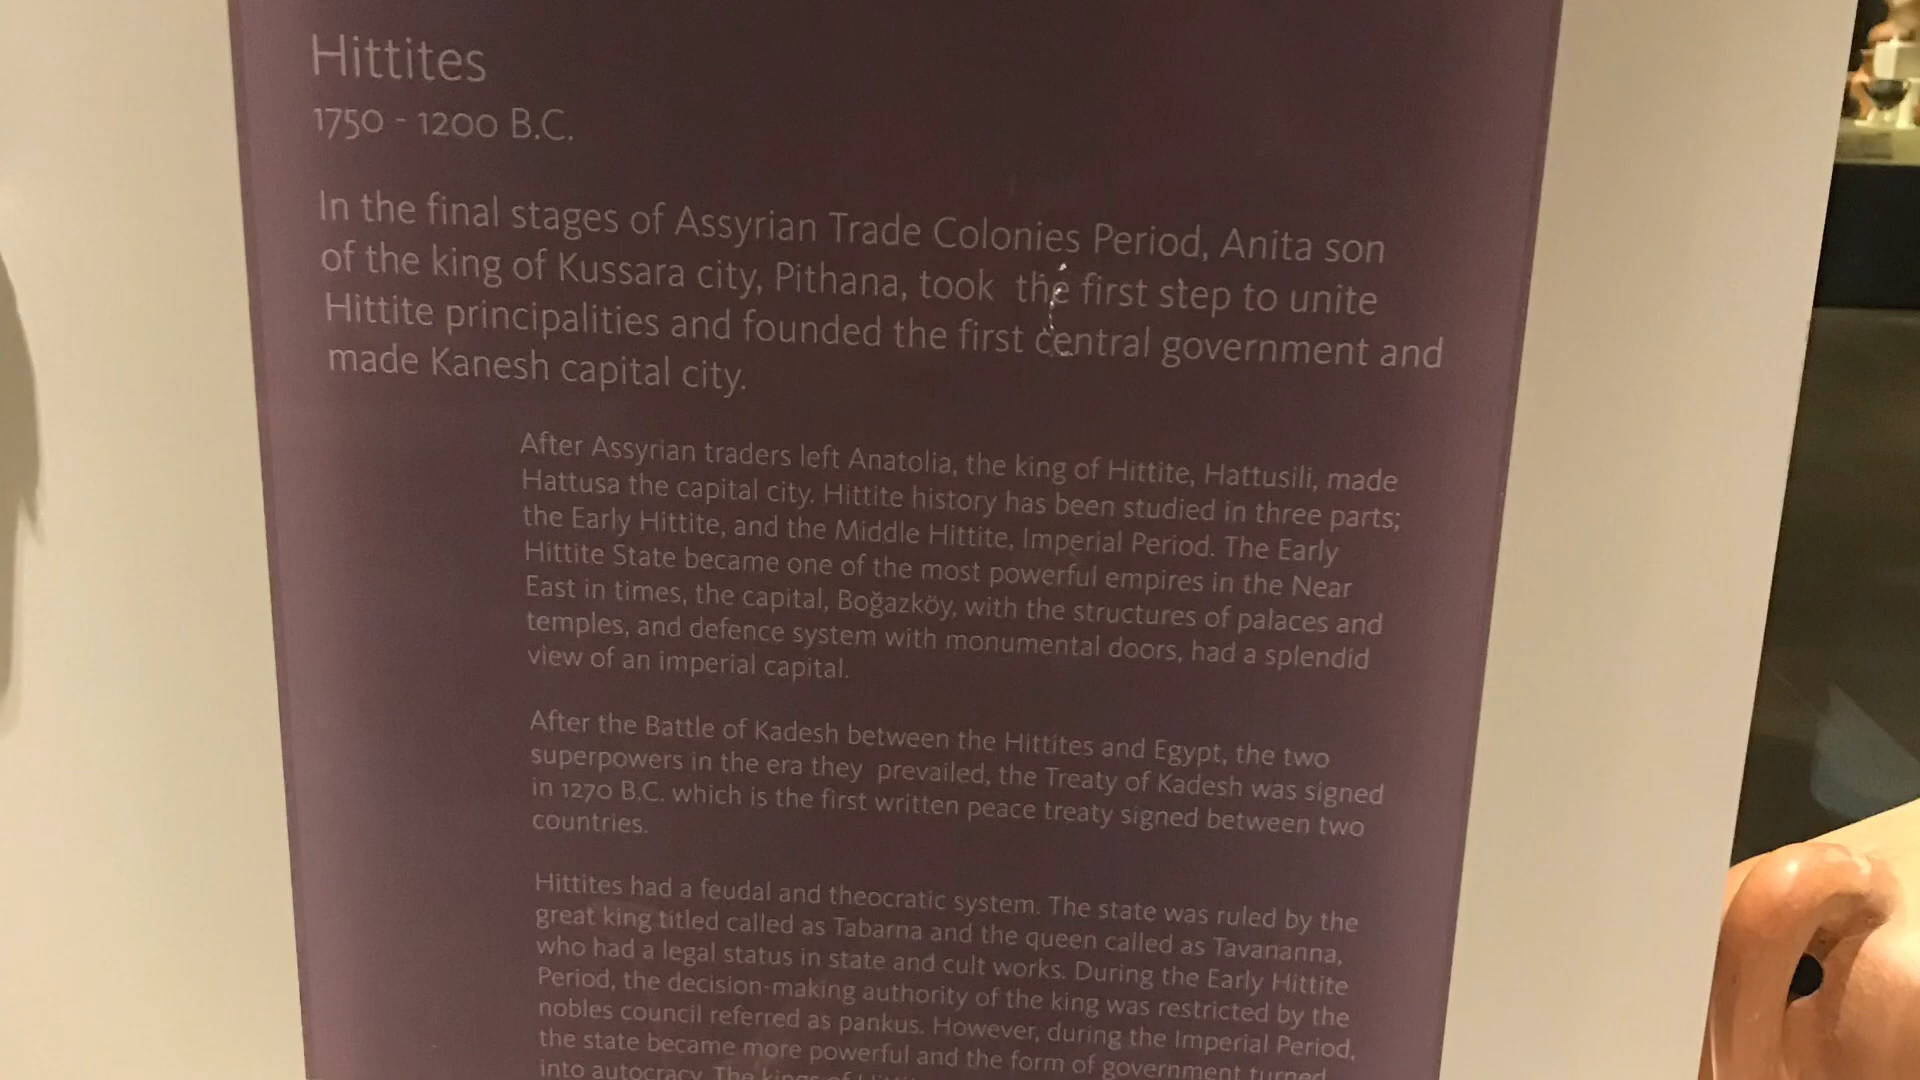 Hittites
1750 - 1200 B.C.
In the final stages of Assyrian Trade Colonies Period, Anita son
of the king of Kussara city, Pithana, took the first step to unite
Hittite principalities and founded the first central government and
made Kanesh capital city.
After Assyrian traders left Anatolia, the king of Hittite, Hattusili, made
Hattusa the capital city. Hittite history has been studied in three parts;
the Early Hittite, and the Middle Hittite, Imperial Period. The Early
Hittite State became one of the most powerful empires in the Near
East in times, the capital, Boğazköy, with the structures of palaces and
temples, and defence system with monumental doors, had a splendid
view of an imperial capital.
After the Battle of Kadesh between the Hittites and Egypt, the two
superpowers in the era they prevailed, the Treaty of Kadesh was signed
in 1270 B.C. which is the first written peace treaty signed between two
countries.
Hittites had a feudal and theocratic system. The state was ruled by the
great king titled called as Tabarna and the queen called as Tavananna,
who had a legal status in state and cult works. During the Early Hittite
Period, the decision-making authority of the king was restricted by the
nobles council referred as pankus. However, during the Imperial Period,
the state became more powerful and the form of government turned
into autocracy. The kings of